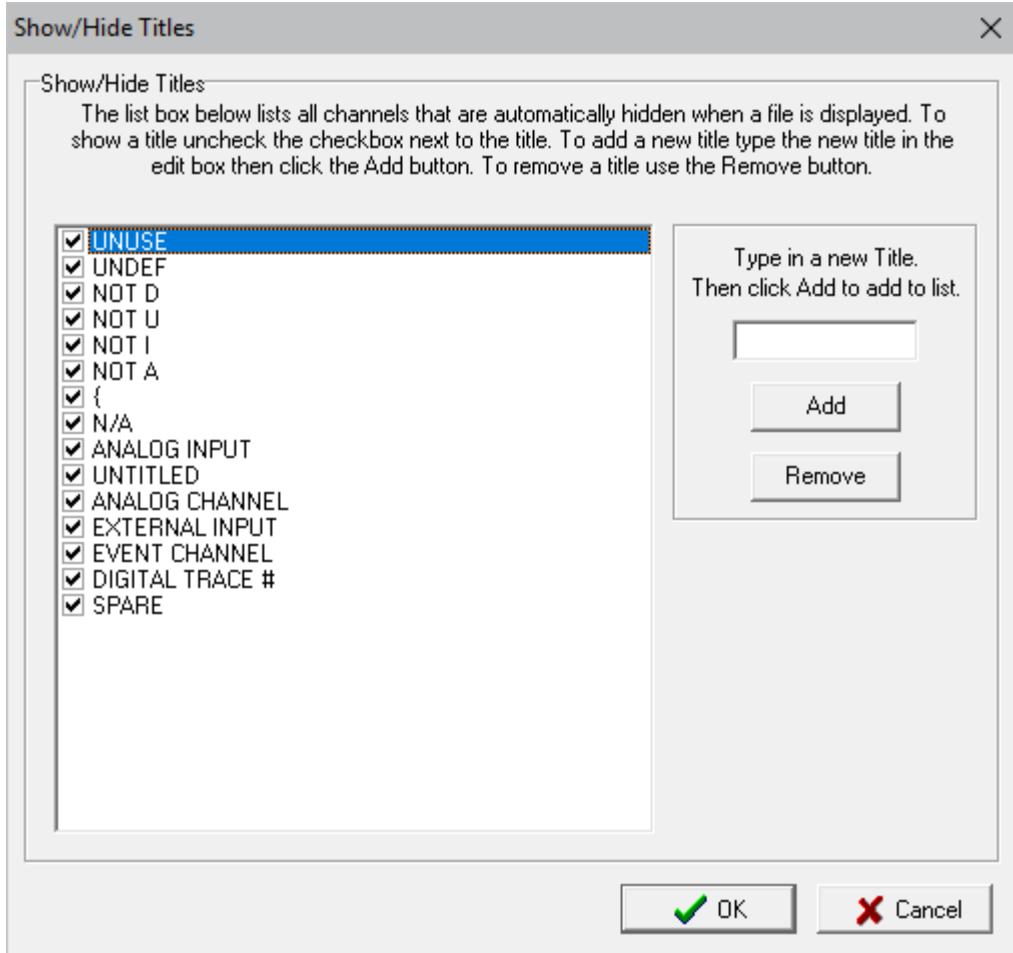 Show/Hide Titles
Show/Hide Titles
The list box below lists all channels that are automatically hidden when a file is displayed. To
show a title uncheck the checkbox next to the title. To add a new title type the new title in the
edit box then click the Add button. To remove a title use the Remove button.
UNUSE
UNDEF
NOT D
NOT U
NOT I
NOT A
{
N/A
ANALOG INPUT
UNTITLED
ANALOG CHANNEL
EXTERNAL INPUT
EVENT CHANNEL
DIGITAL TRACE #
SPARE
Type in a new Title.
Then click Add to add to list.
Add
Remove
OK
Cancel